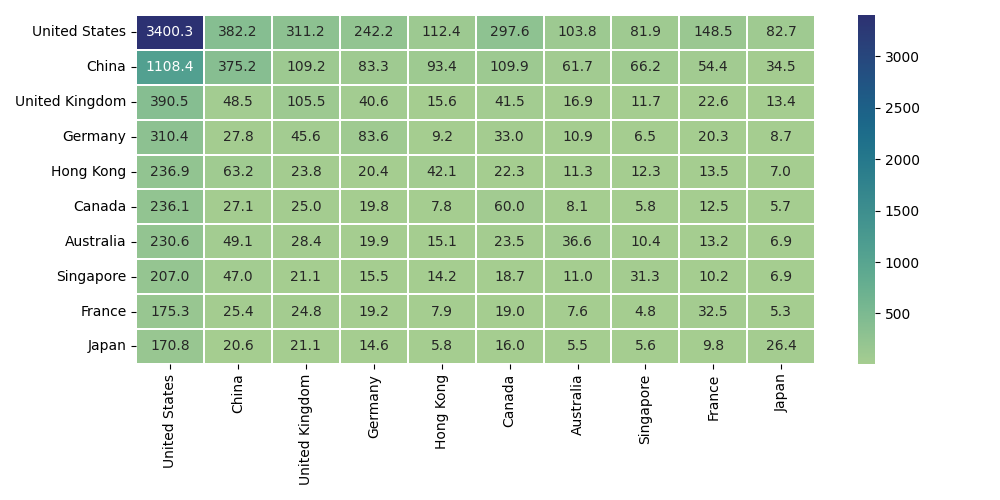 United States 3400.3 382.2 311.2 242.2 112.4 297.6 103.8 81.9 148.5 82.7
China 1108.4 375.2 109.2 83.3 93.4 109.9 61.7 66.2 54.4 34.5
United Kingdom 390.5 48.5 105.5 40.6 15.6 41.5 16.9 11.7 22.6 13.4
Germany 310.4 27.8 45.6 83.6 9.2 33.0 10.9 6.5 20.3 8.7
Hong Kong 236.9 63.2 23.8 20.4 42.1 22.3 11.3 12.3 13.5 7.0
Canada 236.1 27.1 25.0 19.8 7.8 60.0 8.1 5.8 12.5 5.7
Australia 230.6 49.1 28.4 19.9 15.1 23.5 36.6 10.4 13.2 6.9
Singapore 207.0 47.0 21.1 15.5 14.2 18.7 11.0 31.3 10.2 6.9
France 175.3 25.4 24.8 19.2 7.9 19.0 7.6 4.8 32.5 5.3
Japan 170.8 20.6 21.1 14.6 5.8 16.0 5.5 5.6 9.8 26.4
United States
China
United Kingdom
Germany
Hong Kong
Canada
Australia
Singapore
France
Japan
3000
2500
2000
1500
1000
500